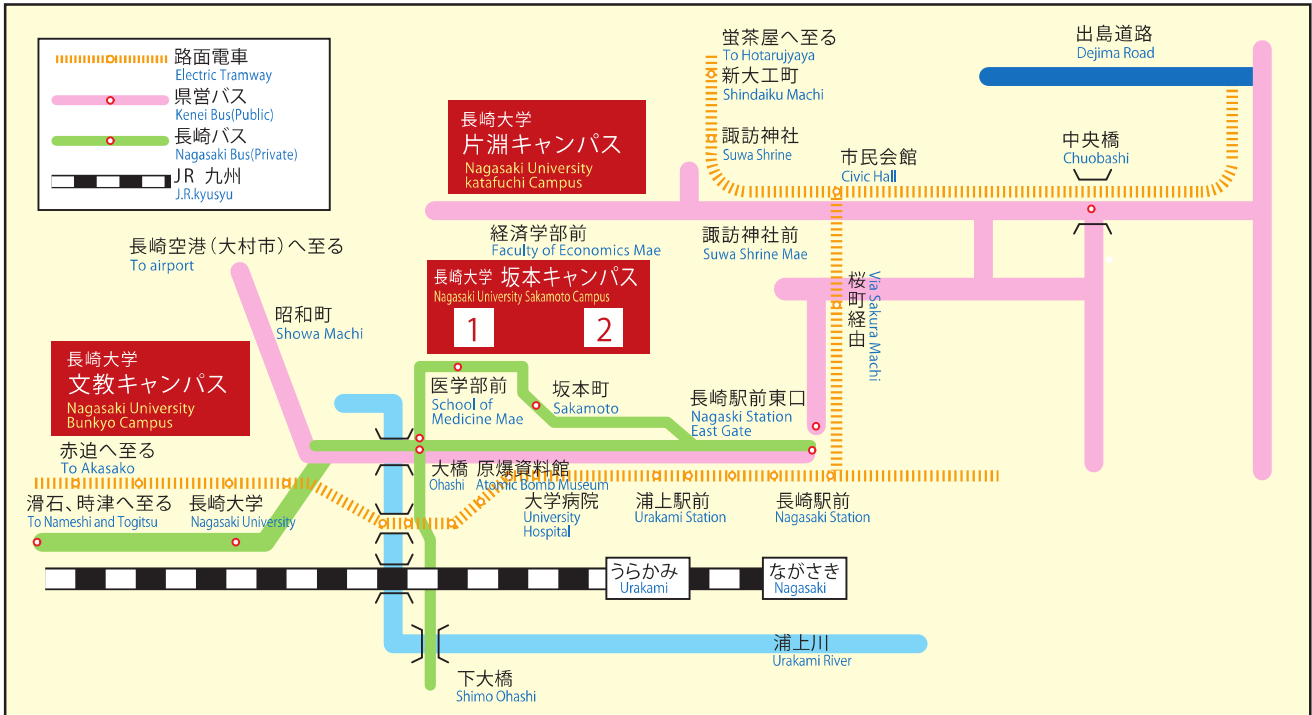 路面電車
Electric Tramway
県営バス
Kenei Bus(Public)
長崎バス
Nagasaki Bus(Private)
JR 九州
J.R.kyusyu
蛍茶屋へ至る
To Hotarujyaya
新大工町
Shindaiku Machi
諏訪神社
Suwa Shrine
出島道路
Dejima Road
市民会館
Civic Hall
中央橋
Chuobashi
長崎大学
片淵キャンパス
Nagasaki University
katafuchi Campus
経済学部前
Faculty of Economics Mae
諏訪神社前
Suwa Shrine Mae
長崎空港(大村市)へ至る
To airport
昭和町
Showa Machi
長崎大学 坂本キャンパス
Nagasaki University Sakamoto Campus
1
2
桜町経由
Via Sakura Machi
長崎大学
文教キャンパス
Nagasaki University
Bunkyo Campus
医学部前
School of
Medicine Mae
坂本町
Sakamoto
長崎駅前東口
Nagaski Station
East Gate
赤迫へ至る
To Akasako
大橋
Ohashi
原爆資料館
Atomic Bomb Museum
滑石、時津へ至る
To Nameshi and Togitsu
長崎大学
Nagasaki University
大学病院
University
Hospital
浦上駅前
Urakami Station
長崎駅前
Nagasaki Station
うらかみ
Urakami
ながさき
Nagasaki
浦上川
Urakami River
下大橋
Shimo Ohashi